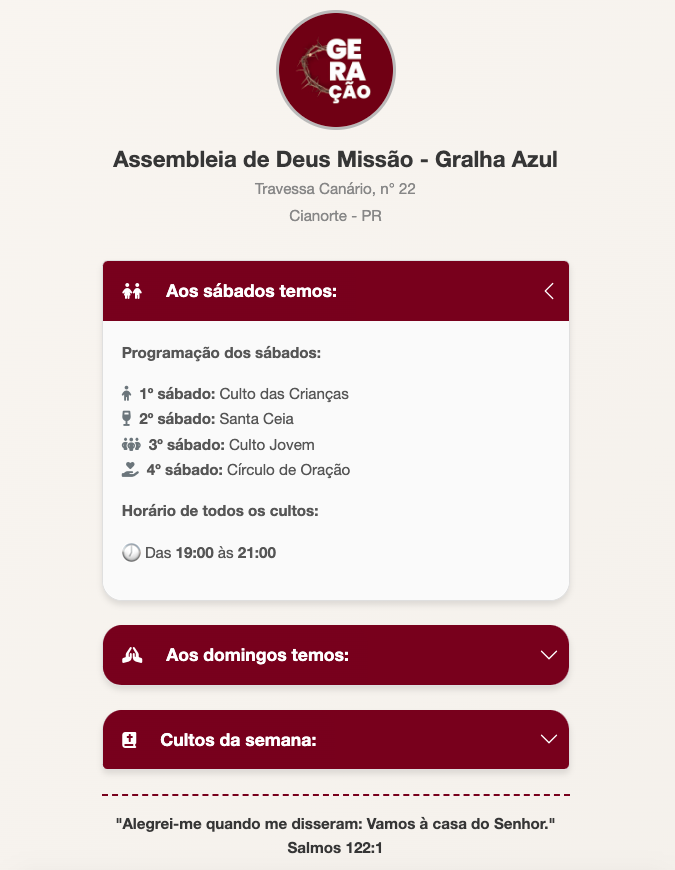 GE
RA
ÇÃO
Assembleia de Deus Missão - Gralha Azul
Travessa Canário, n° 22
Cianorte - PR
Aos sábados temos:
Programação dos sábados:
1º sábado: Culto das Crianças
2º sábado: Santa Ceia
3º sábado: Culto Jovem
4º sábado: Círculo de Oração
Horário de todos os cultos:
Das 19:00 às 21:00
Aos domingos temos:
Cultos da semana:
"Alegrei-me quando me disseram: Vamos à casa do Senhor."
Salmos 122:1